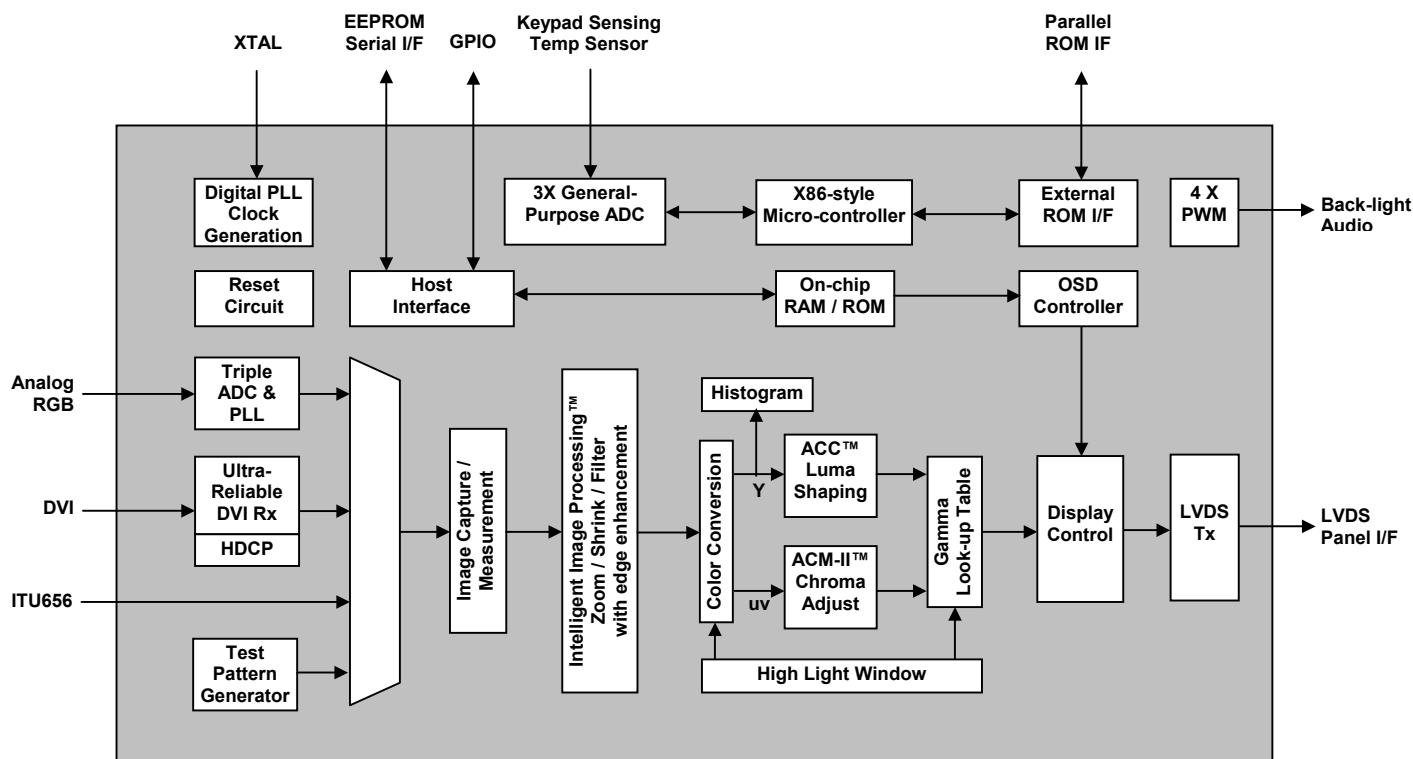 XTAL
EEPROM
Serial I/F
GPIO
Keypad Sensing
Temp Sensor
Parallel
ROM IF
Digital PLL
Clock
Generation
3X General-
Purpose ADC
X86-style
Micro-controller
External
ROM I/F
4 X
PWM
Back-light
Audio
Reset
Circuit
Host
Interface
On-chip
RAM / ROM
OSD
Controller
Analog
RGB
Triple
ADC &
PLL
DVI
Ultra-
Reliable
DVI Rx
HDCP
ITU656
Test
Pattern
Generator
Image Capture /
Measurement
Intelligent Image Processing™
Zoom / Shrink / Filter
with edge enhancement
Color Conversion
Histogram
Y
uv
ACC™
Luma
Shaping
ACM-II™
Chroma
Adjust
Gamma
Look-up Table
High Light Window
Display
Control
LVDS
Tx
LVDS
Panel I/F